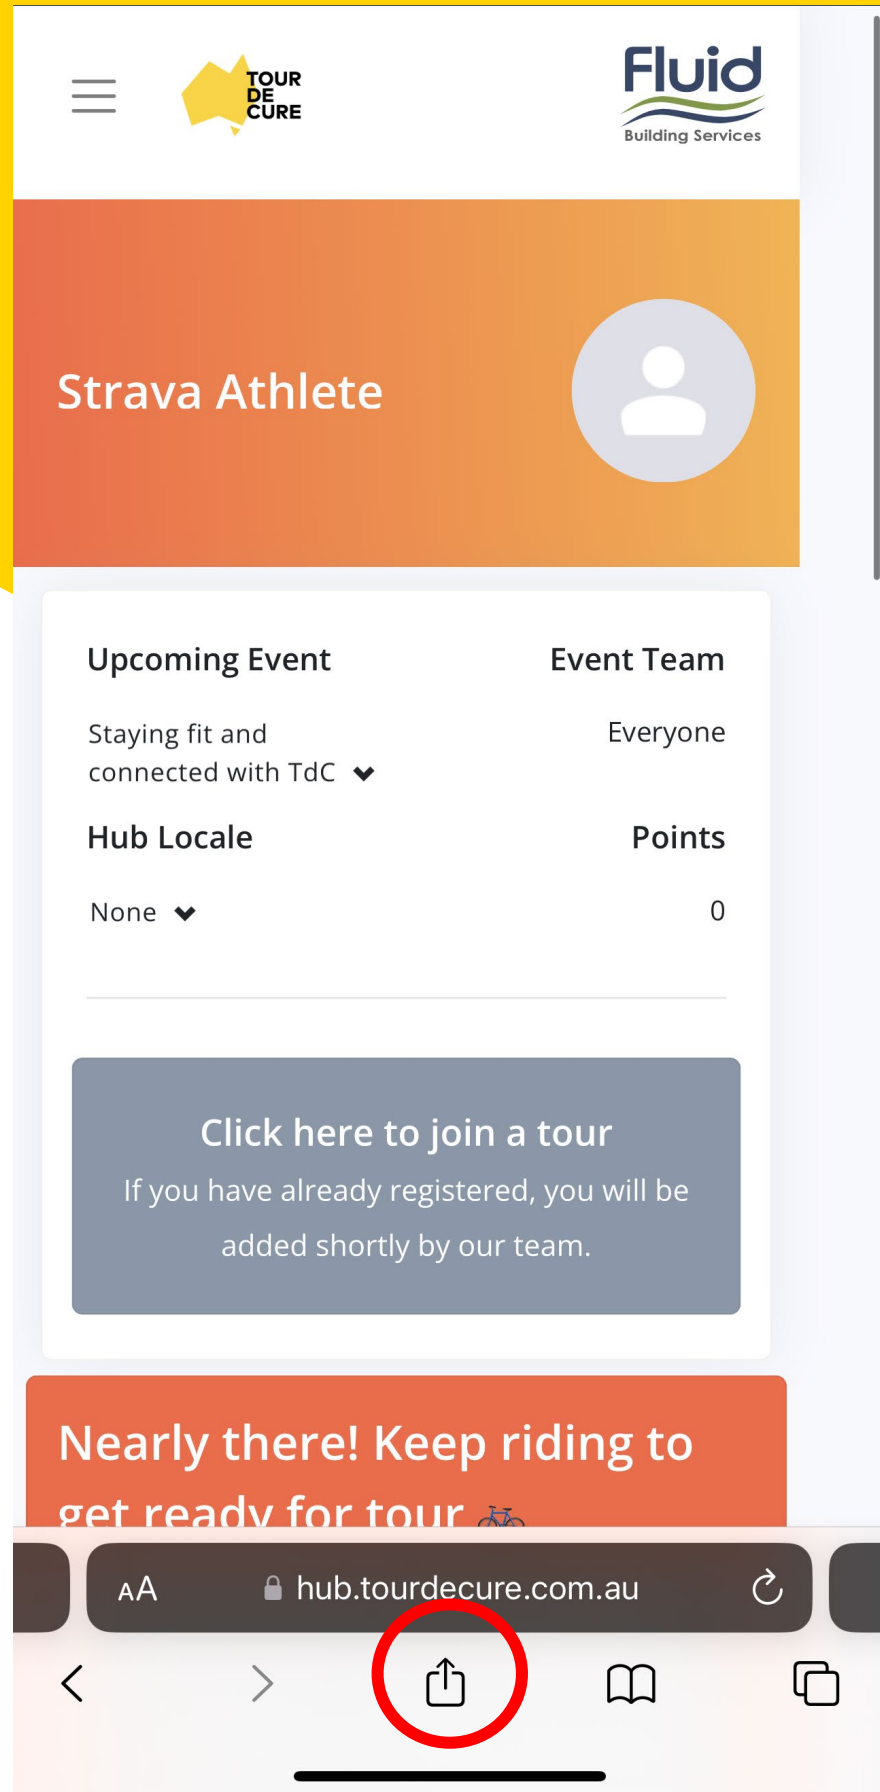 TOUR
DE
CURE
Fluid
Building Services
Strava Athlete
Upcoming Event
Event Team
Staying fit and
connected with TdC
Everyone
Hub Locale
Points
None
0
Click here to join a tour
If you have already registered, you will be
added shortly by our team.
Nearly there! Keep riding to
get ready for tour 🚲
AA
hub.tourdecure.com.au